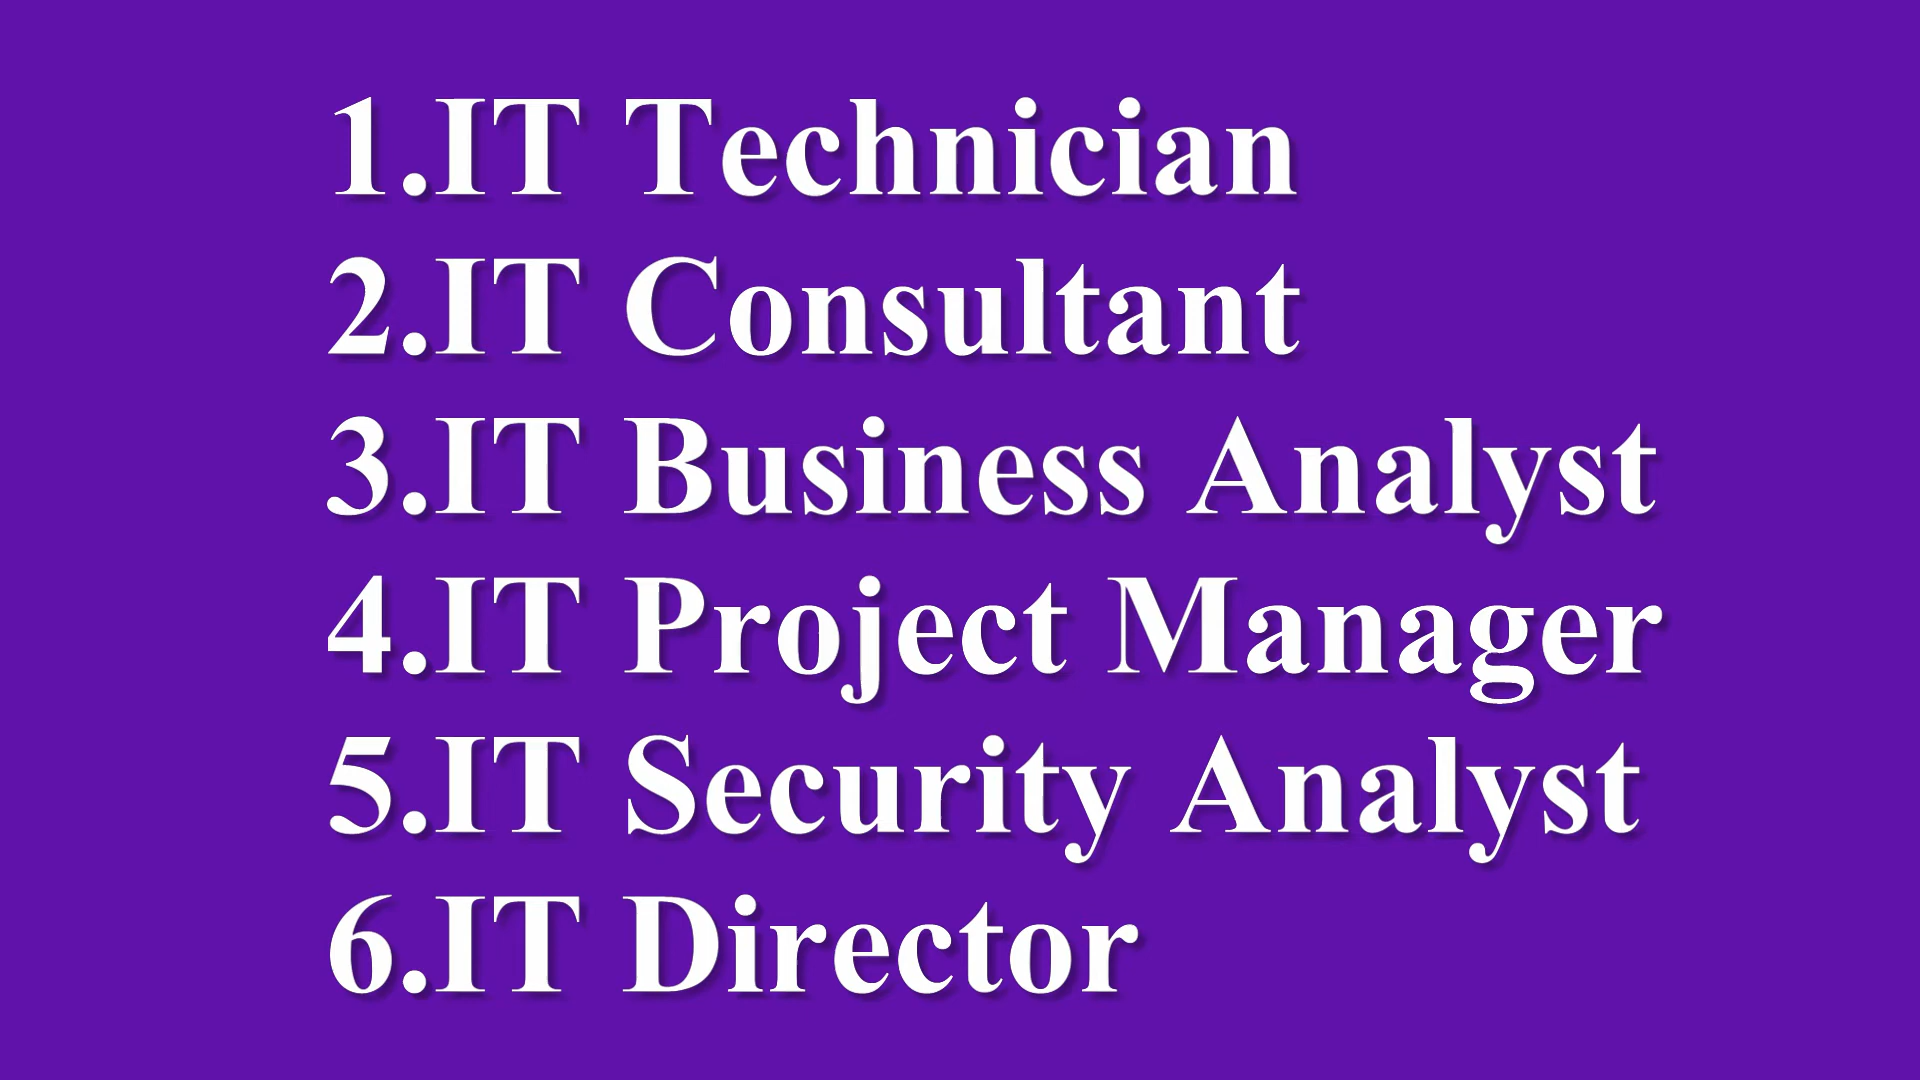 1.IT Technician
2.IT Consultant
3.IT Business Analyst
4.IT Project Manager
5.IT Security Analyst
6.IT Director